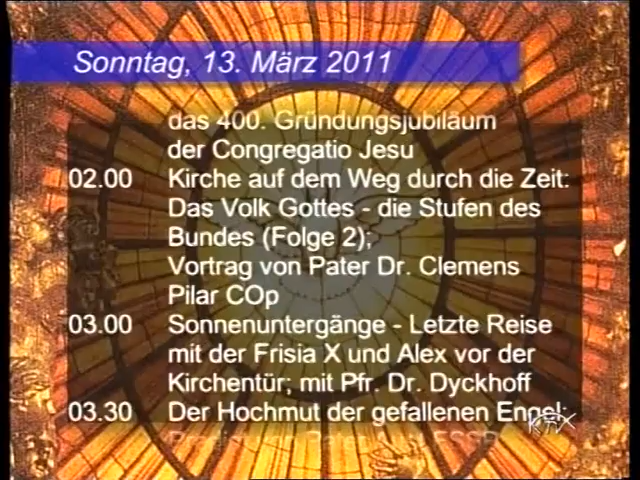 Sonntag, 13. März 2011
das 400. Gründungsjubiläum
der Congregatio Jesu
02.00 Kirche auf dem Weg durch die Zeit:
Das Volk Gottes - die Stufen des
Bundes (Folge 2);
Vortrag von Pater Dr. Clemens
Pilar COp
03.00 Sonnenuntergänge - Letzte Reise
mit der Frisia X und Alex vor der
Kirchentür; mit Pfr. Dr. Dyckhoff
03.30 Der Hochmut der gefallenen Engel;
Predigt von Pater